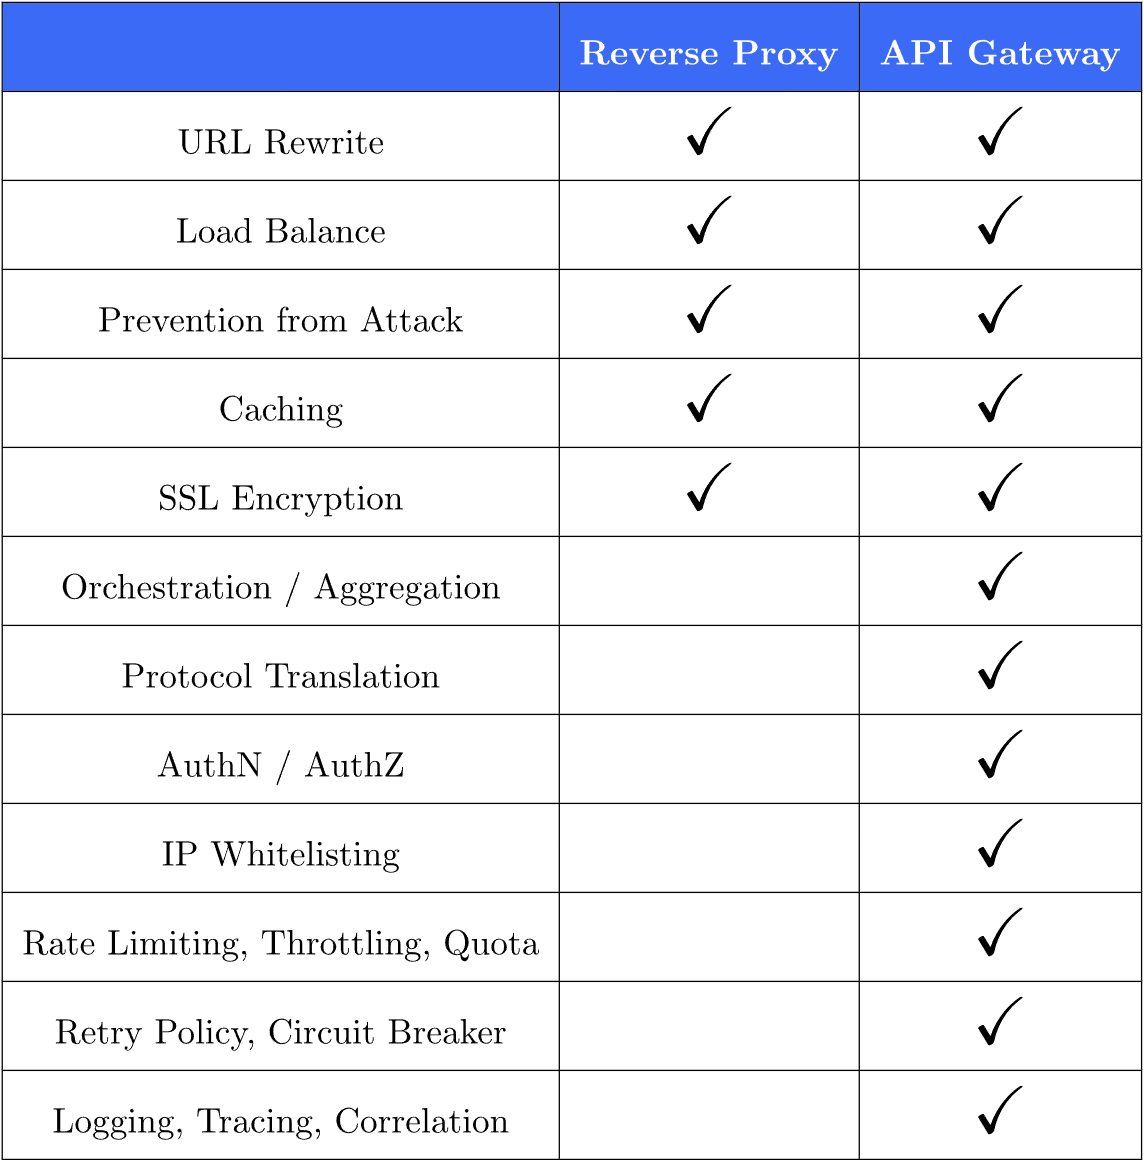 Reverse Proxy API Gateway
URL Rewrite ✓ ✓
Load Balance ✓ ✓
Prevention from Attack ✓ ✓
Caching ✓ ✓
SSL Encryption ✓ ✓
Orchestration / Aggregation ✓
Protocol Translation ✓
AuthN / AuthZ ✓
IP Whitelisting ✓
Rate Limiting, Throttling, Quota ✓
Retry Policy, Circuit Breaker ✓
Logging, Tracing, Correlation ✓